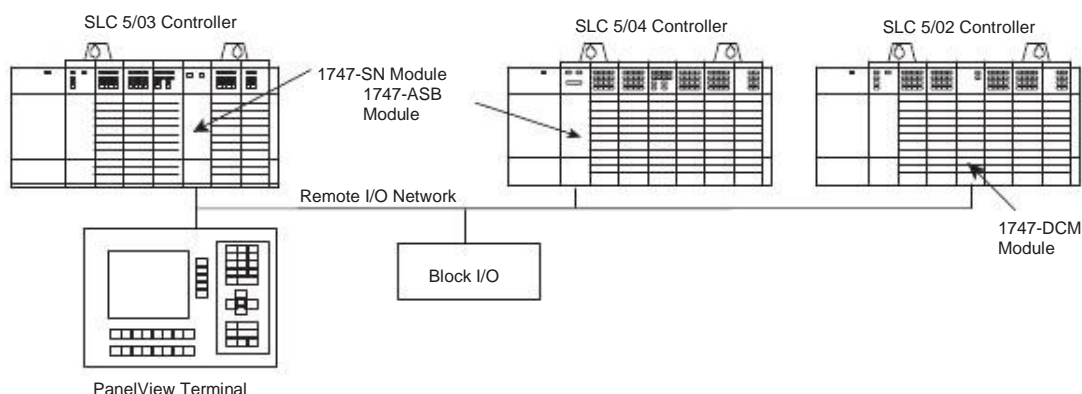 SLC 5/03 Controller
SLC 5/04 Controller
SLC 5/02 Controller
1747-SN Module
1747-ASB
Module
Remote I/O Network
1747-DCM
Module
Block I/O
PanelView Terminal